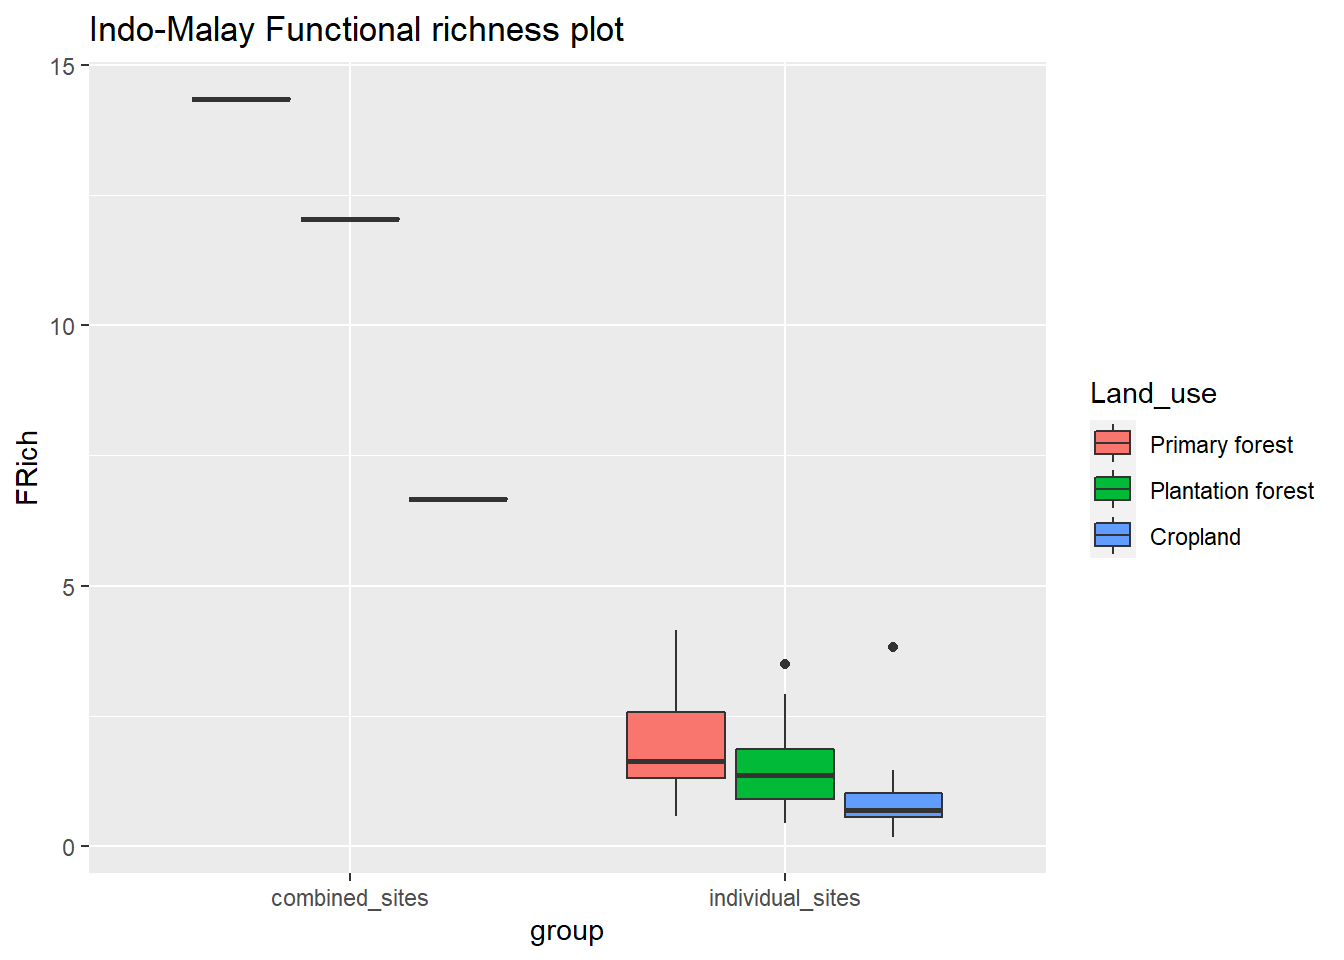 Indo-Malay Functional richness plot
15
10
5
0
FRich
combined_sites
individual_sites
group
Land_use
Primary forest
Plantation forest
Cropland